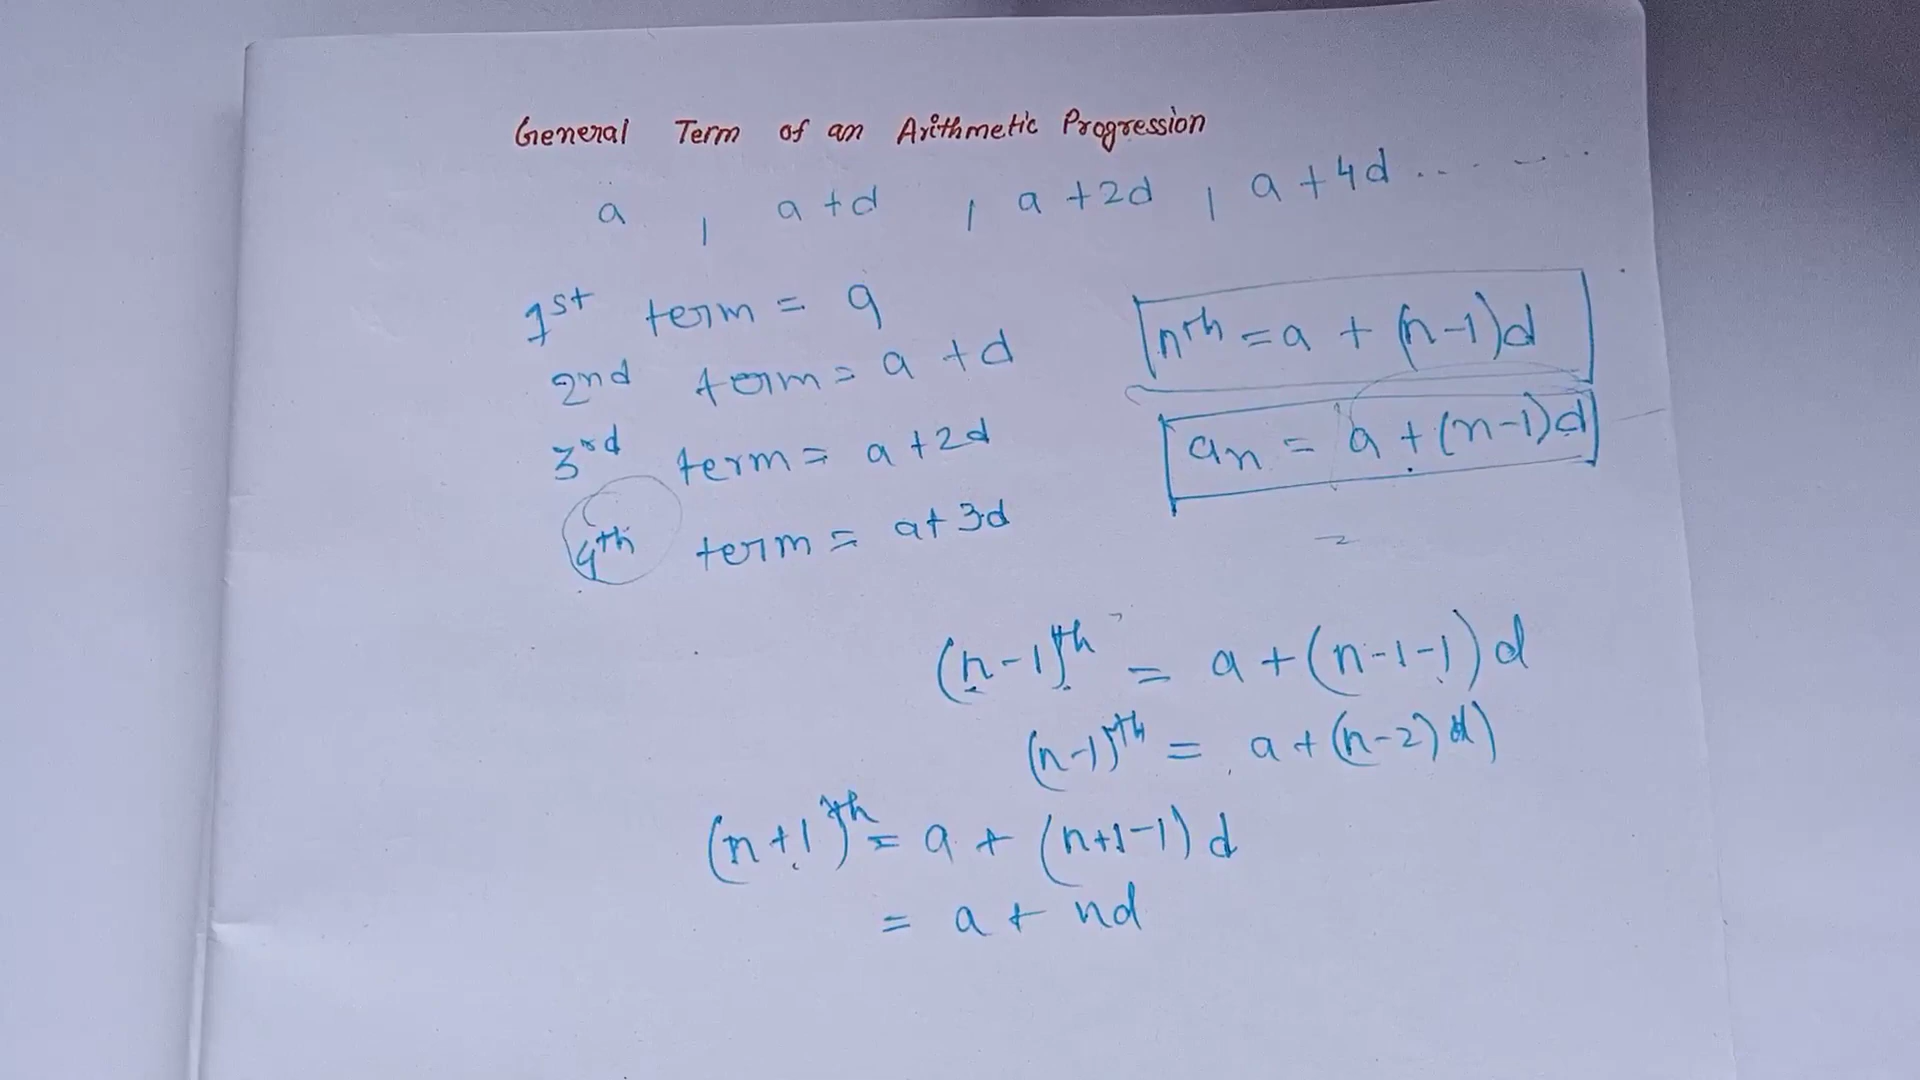 General Term of an Arithmetic Progression
a , a+d , a+2d , a+4d .. - - ..
1st term = a
2nd term = a+d
3rd term = a+2d
4th term = a+3d
nth = a + (n-1)d
an = a + (n-1)d
(n-1)th = a+(n-1-1)d
(n-1)th = a+(n-2)d)
(n+1)th = a + (n+1-1)d
= a + nd